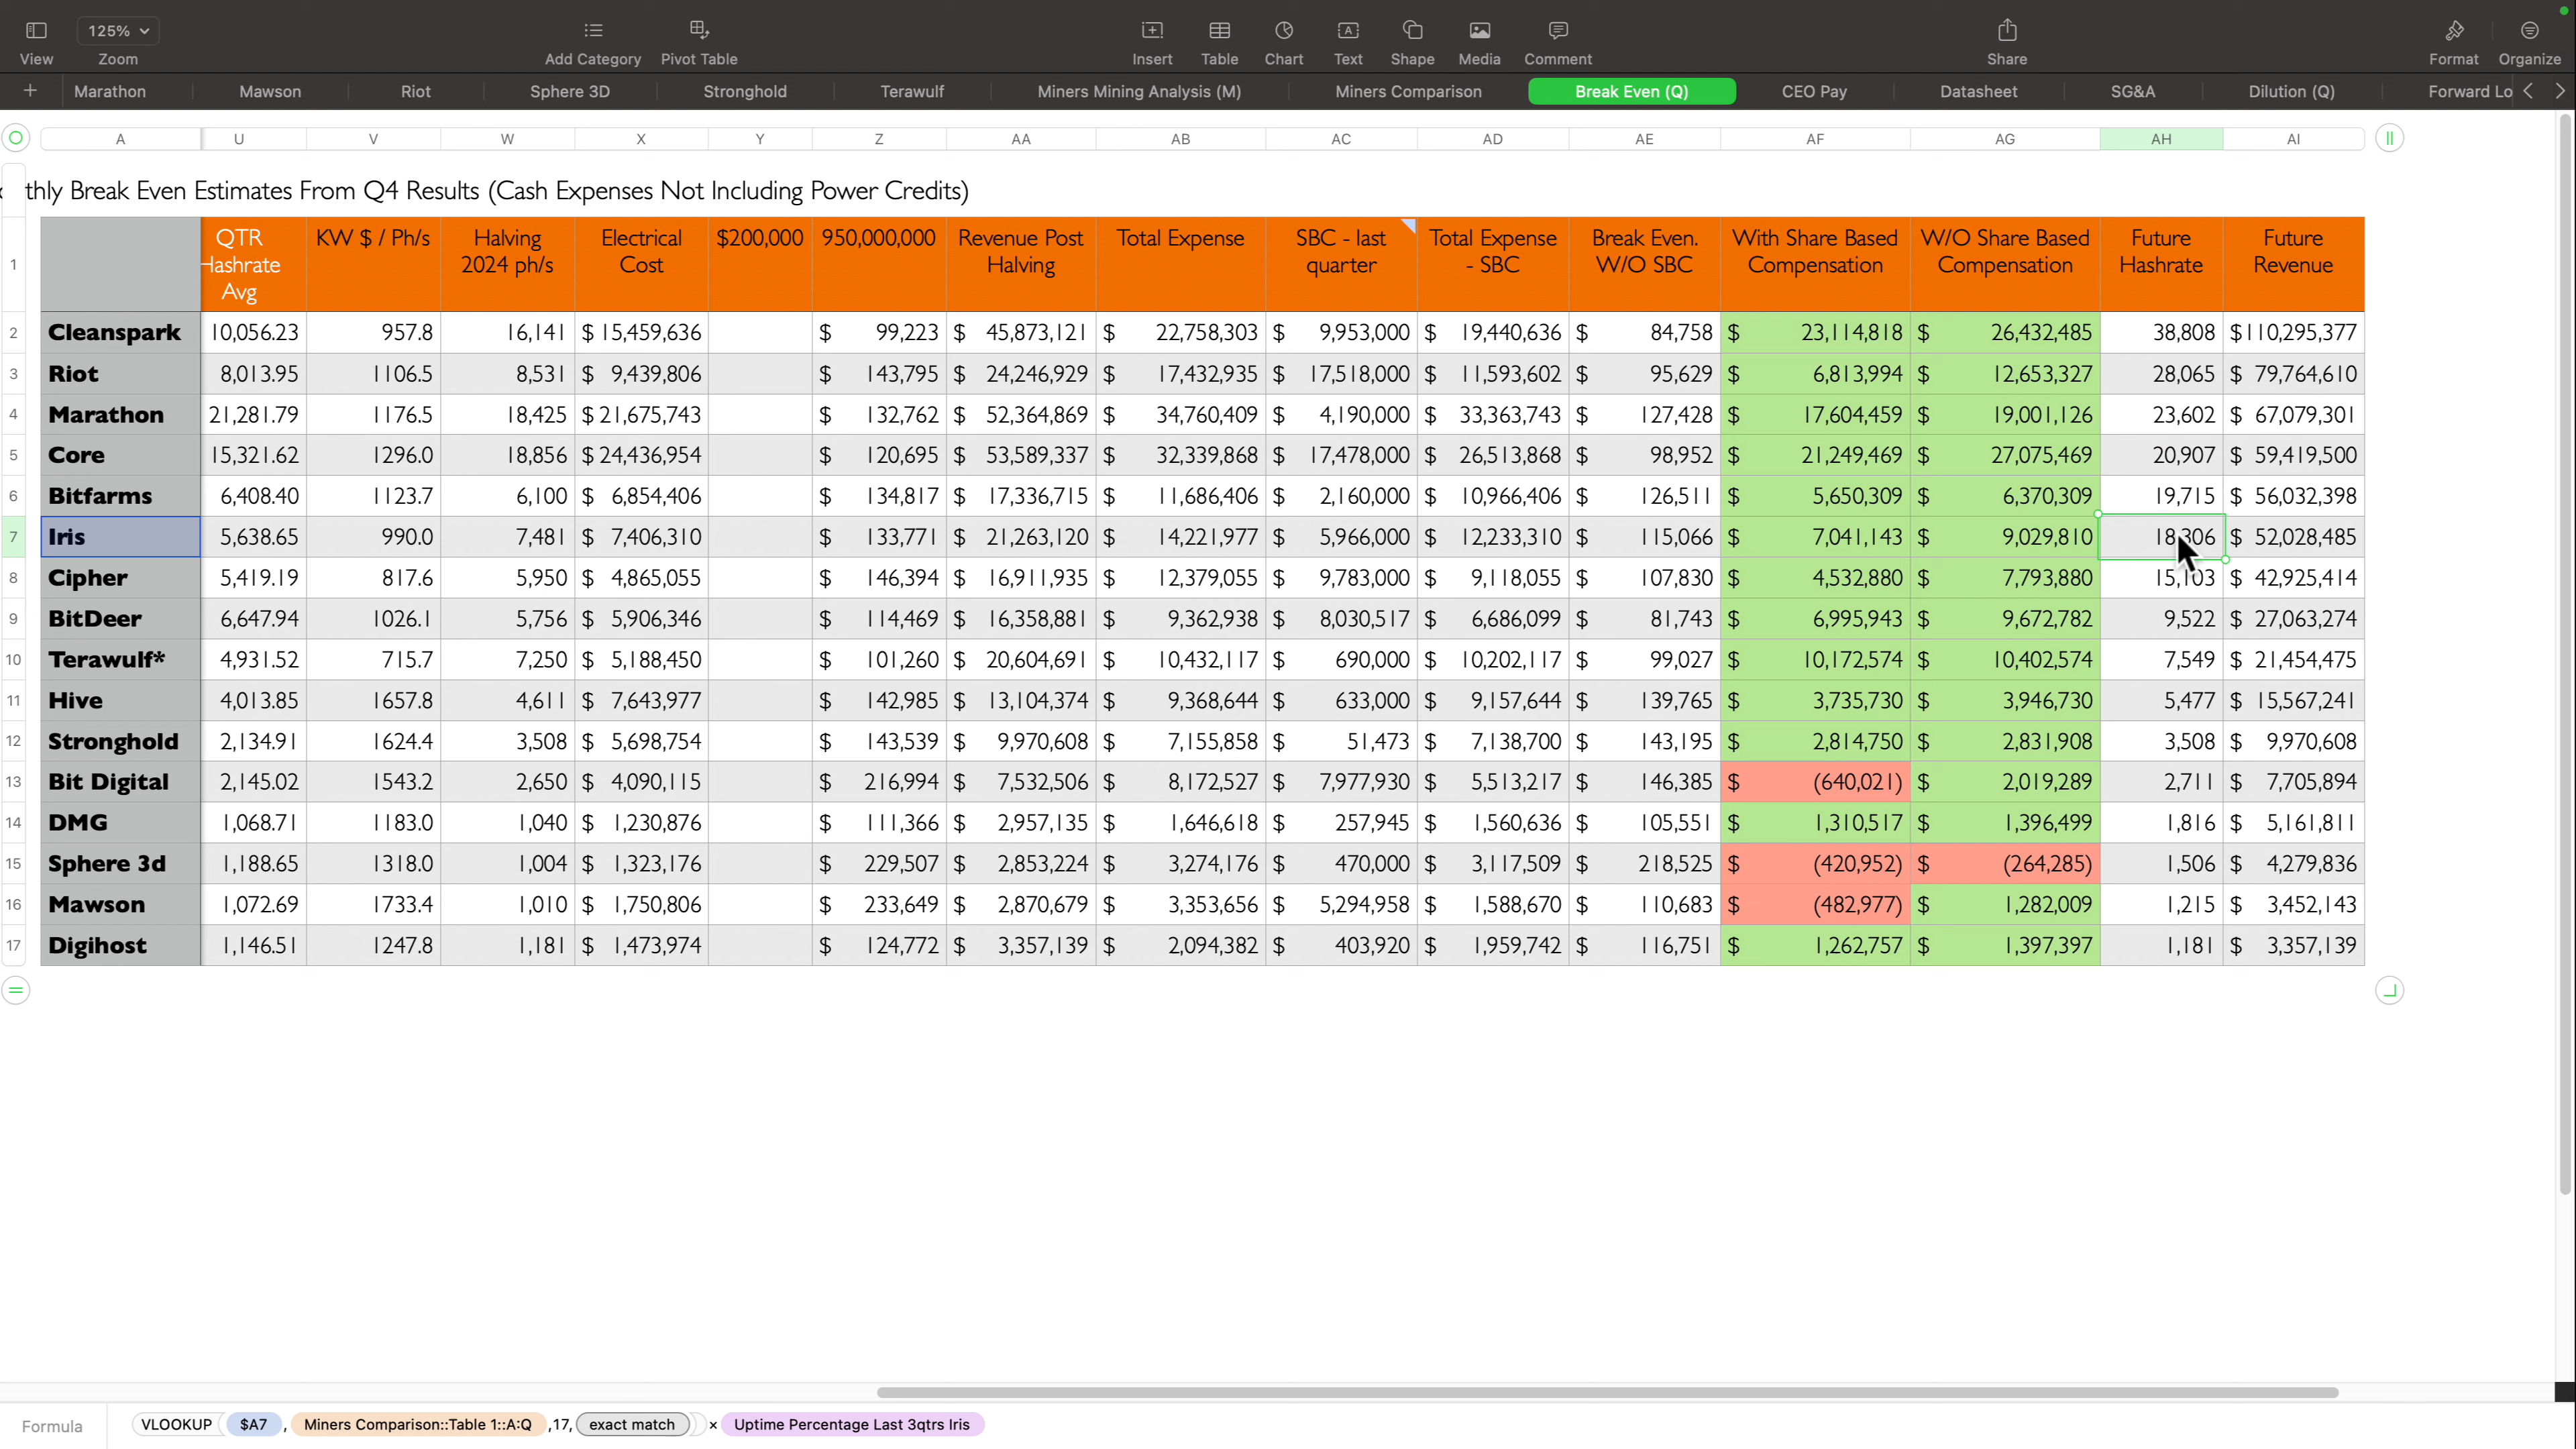 125%
View Zoom Add Category Pivot Table Insert Table Chart Text Shape Media Comment Share Format Organize
Marathon Mawson Riot Sphere 3D Stronghold Terawulf Miners Mining Analysis (M) Miners Comparison Break Even (Q) CEO Pay Datasheet SG&A Dilution (Q) Forward Lo
A U V W X Y Z AA AB AC AD AE AF AG AH AI
thly Break Even Estimates From Q4 Results (Cash Expenses Not Including Power Credits)
1 QTR Hashrate Avg KW $ / Ph/s Halving 2024 ph/s Electrical Cost $200,000 950,000,000 Revenue Post Halving Total Expense SBC - last quarter Total Expense - SBC Break Even. W/O SBC With Share Based Compensation W/O Share Based Compensation Future Hashrate Future Revenue
2 Cleanspark 10,056.23 957.8 16,141 $ 15,459,636 $ 99,223 $ 45,873,121 $ 22,758,303 $ 9,953,000 $ 19,440,636 $ 84,758 $ 23,114,818 $ 26,432,485 38,808 $ 110,295,377
3 Riot 8,013.95 1106.5 8,531 $ 9,439,806 $ 143,795 $ 24,246,929 $ 17,432,935 $ 17,518,000 $ 11,593,602 $ 95,629 $ 6,813,994 $ 12,653,327 28,065 $ 79,764,610
4 Marathon 21,281.79 1176.5 18,425 $ 21,675,743 $ 132,762 $ 52,364,869 $ 34,760,409 $ 4,190,000 $ 33,363,743 $ 127,428 $ 17,604,459 $ 19,001,126 23,602 $ 67,079,301
5 Core 15,321.62 1296.0 18,856 $ 24,436,954 $ 120,695 $ 53,589,337 $ 32,339,868 $ 17,478,000 $ 26,513,868 $ 98,952 $ 21,249,469 $ 27,075,469 20,907 $ 59,419,500
6 Bitfarms 6,408.40 1123.7 6,100 $ 6,854,406 $ 134,817 $ 17,336,715 $ 11,686,406 $ 2,160,000 $ 10,966,406 $ 126,511 $ 5,650,309 $ 6,370,309 19,715 $ 56,032,398
7 Iris 5,638.65 990.0 7,481 $ 7,406,310 $ 133,771 $ 21,263,120 $ 14,221,977 $ 5,966,000 $ 12,233,310 $ 115,066 $ 7,041,143 $ 9,029,810 18,306 $ 52,028,485
8 Cipher 5,419.19 817.6 5,950 $ 4,865,055 $ 146,394 $ 16,911,935 $ 12,379,055 $ 9,783,000 $ 9,118,055 $ 107,830 $ 4,532,880 $ 7,793,880 15,103 $ 42,925,414
9 BitDeer 6,647.94 1026.1 5,756 $ 5,906,346 $ 114,469 $ 16,358,881 $ 9,362,938 $ 8,030,517 $ 6,686,099 $ 81,743 $ 6,995,943 $ 9,672,782 9,522 $ 27,063,274
10 Terawulf* 4,931.52 715.7 7,250 $ 5,188,450 $ 101,260 $ 20,604,691 $ 10,432,117 $ 690,000 $ 10,202,117 $ 99,027 $ 10,172,574 $ 10,402,574 7,549 $ 21,454,475
11 Hive 4,013.85 1657.8 4,611 $ 7,643,977 $ 142,985 $ 13,104,374 $ 9,368,644 $ 633,000 $ 9,157,644 $ 139,765 $ 3,735,730 $ 3,946,730 5,477 $ 15,567,241
12 Stronghold 2,134.91 1624.4 3,508 $ 5,698,754 $ 143,539 $ 9,970,608 $ 7,155,858 $ 51,473 $ 7,138,700 $ 143,195 $ 2,814,750 $ 2,831,908 3,508 $ 9,970,608
13 Bit Digital 2,145.02 1543.2 2,650 $ 4,090,115 $ 216,994 $ 7,532,506 $ 8,172,527 $ 7,977,930 $ 5,513,217 $ 146,385 $ (640,021) $ 2,019,289 2,711 $ 7,705,894
14 DMG 1,068.71 1183.0 1,040 $ 1,230,876 $ 111,366 $ 2,957,135 $ 1,646,618 $ 257,945 $ 1,560,636 $ 105,551 $ 1,310,517 $ 1,396,499 1,816 $ 5,161,811
15 Sphere 3d 1,188.65 1318.0 1,004 $ 1,323,176 $ 229,507 $ 2,853,224 $ 3,274,176 $ 470,000 $ 3,117,509 $ 218,525 $ (420,952) $ (264,285) 1,506 $ 4,279,836
16 Mawson 1,072.69 1733.4 1,010 $ 1,750,806 $ 233,649 $ 2,870,679 $ 3,353,656 $ 5,294,958 $ 1,588,670 $ 110,683 $ (482,977) $ 1,282,009 1,215 $ 3,452,143
17 Digihost 1,146.51 1247.8 1,181 $ 1,473,974 $ 124,772 $ 3,357,139 $ 2,094,382 $ 403,920 $ 1,959,742 $ 116,751 $ 1,262,757 $ 1,397,397 1,181 $ 3,357,139
Formula VLOOKUP $A7 , Miners Comparison::Table 1::A:Q ,17, exact match × Uptime Percentage Last 3qtrs Iris